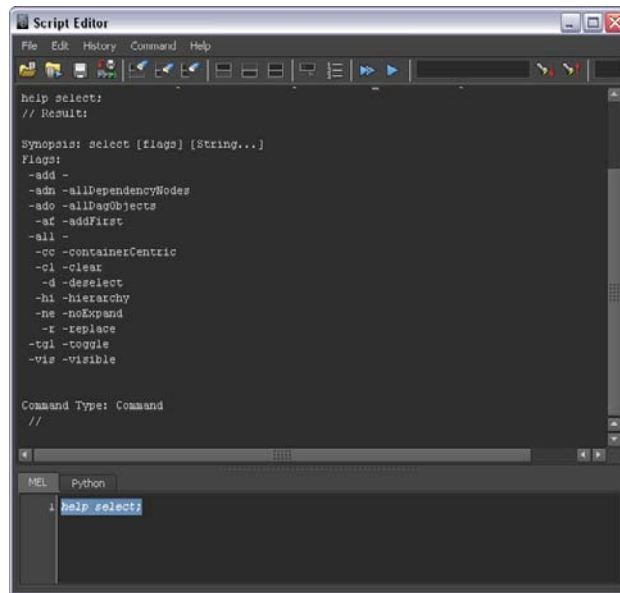 Script Editor
File Edit History Command Help
help select;
// Result:
Synopsis: select [flags] [String...]
Flags:
-add -
-adn -allDependencyNodes
-ado -allDagObjects
-af -addFirst
-all -
-cc -containerCentric
-cl -clear
-d -deselect
-hi -hierarchy
-ne -noExpand
-r -replace
-tgl -toggle
-vis -visible
Command Type: Command
//
MEL Python
1 help select;